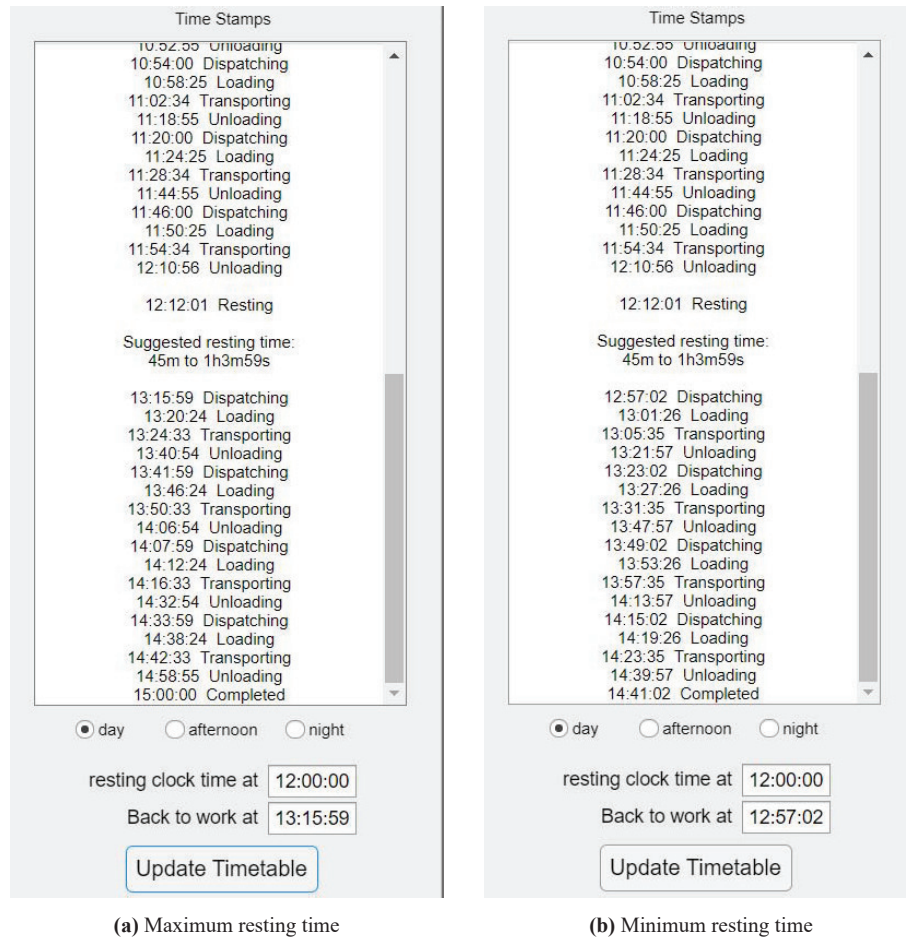 Time Stamps
10:52:55 Unloading
10:54:00 Dispatching
10:58:25 Loading
11:02:34 Transporting
11:18:55 Unloading
11:20:00 Dispatching
11:24:25 Loading
11:28:34 Transporting
11:44:55 Unloading
11:46:00 Dispatching
11:50:25 Loading
11:54:34 Transporting
12:10:56 Unloading
12:12:01 Resting
Suggested resting time:
45m to 1h3m59s
13:15:59 Dispatching
13:20:24 Loading
13:24:33 Transporting
13:40:54 Unloading
13:41:59 Dispatching
13:46:24 Loading
13:50:33 Transporting
14:06:54 Unloading
14:07:59 Dispatching
14:12:24 Loading
14:16:33 Transporting
14:32:54 Unloading
14:33:59 Dispatching
14:38:24 Loading
14:42:33 Transporting
14:58:55 Unloading
15:00:00 Completed
day afternoon night
resting clock time at 12:00:00
Back to work at 13:15:59
Update Timetable
(a) Maximum resting time
Time Stamps
10:52:55 Unloading
10:54:00 Dispatching
10:58:25 Loading
11:02:34 Transporting
11:18:55 Unloading
11:20:00 Dispatching
11:24:25 Loading
11:28:34 Transporting
11:44:55 Unloading
11:46:00 Dispatching
11:50:25 Loading
11:54:34 Transporting
12:10:56 Unloading
12:12:01 Resting
Suggested resting time:
45m to 1h3m59s
12:57:02 Dispatching
13:01:26 Loading
13:05:35 Transporting
13:21:57 Unloading
13:23:02 Dispatching
13:27:26 Loading
13:31:35 Transporting
13:47:57 Unloading
13:49:02 Dispatching
13:53:26 Loading
13:57:35 Transporting
14:13:57 Unloading
14:15:02 Dispatching
14:19:26 Loading
14:23:35 Transporting
14:39:57 Unloading
14:41:02 Completed
day afternoon night
resting clock time at 12:00:00
Back to work at 12:57:02
Update Timetable
(b) Minimum resting time